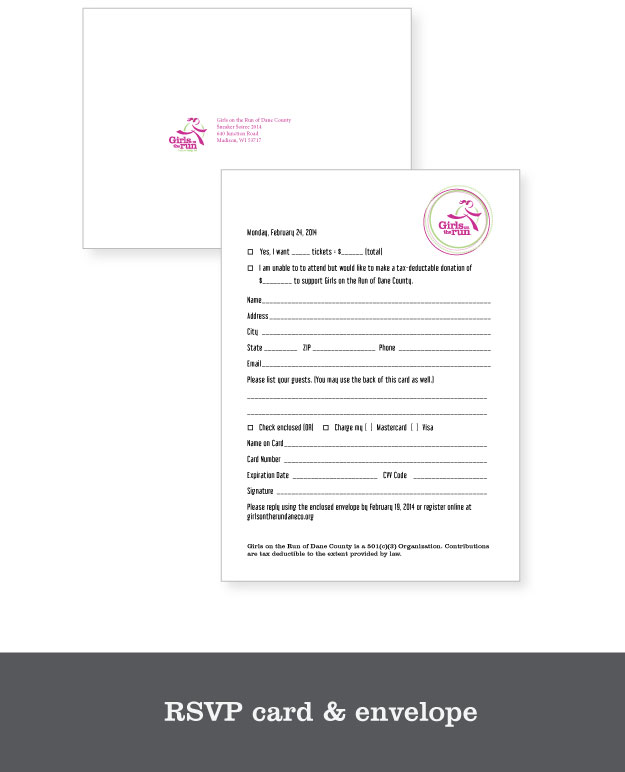 Girls on the Run of Dane County
Sneaker Soiree 2014
Girls on
the run
640 Junction Road
Madison, WI 53717
Girls on
the run
Monday, February 24, 2014
Yes, I want _____ tickets - $______ (total)
I am unable to to attend but would like to make a tax-deductable donation of
$________ to support Girls on the Run of Dane County.
Name
Address
City
State ________ ZIP ________________ Phone ________________
Email
Please list your guests. (You may use the back of this card as well.)
Check enclosed (OR) Charge my [ ] Mastercard [ ] Visa
Name on Card
Card Number
Expiration Date ________________ CVV Code ________________
Signature
Please reply using the enclosed envelope by February 19, 2014 or register online at
girlsontherundaneco.org
Girls on the Run of Dane County is a 501(c)(3) Organization. Contributions
are tax deductible to the extent provided by law.
RSVP card & envelope